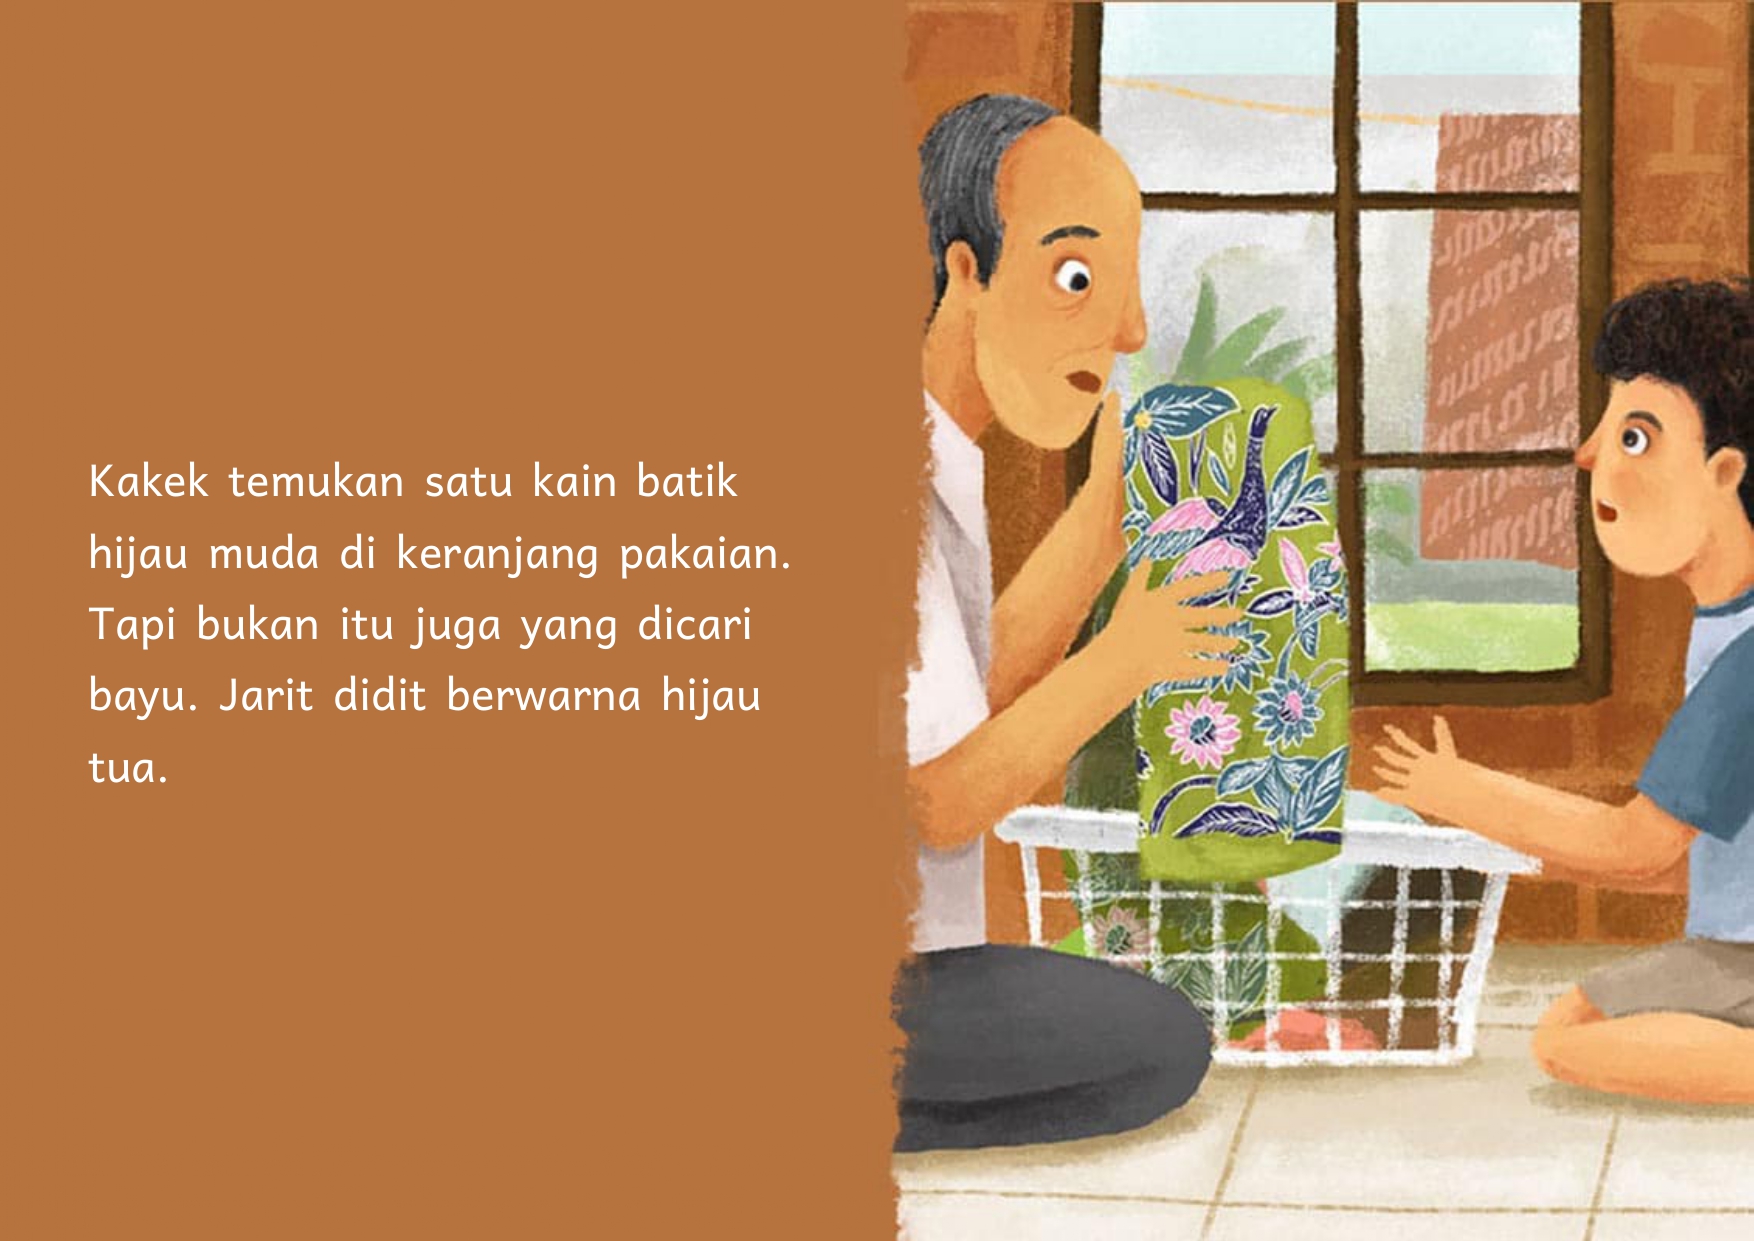 Kakek temukan satu kain batik
hijau muda di keranjang pakaian.
Tapi bukan itu juga yang dicari
bayu. Jarit didit berwarna hijau
tua.